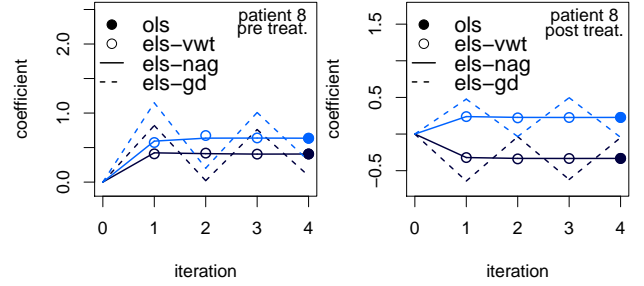 patient 8
pre treat.
ols
els−vwt
els−nag
els−gd
coefficient
0.0
1.0
2.0
0
1
2
3
4
iteration
patient 8
post treat.
ols
els−vwt
els−nag
els−gd
coefficient
−0.5
0.5
1.5
0
1
2
3
4
iteration